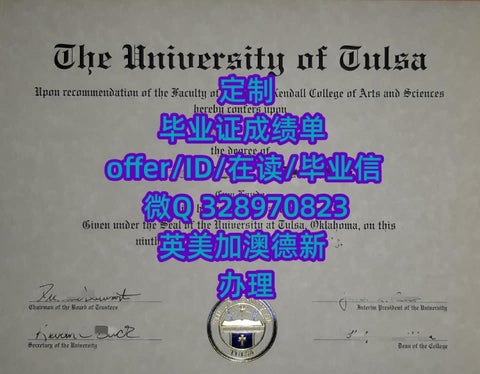 The University of Tulsa
Upon recommendation of the Faculty of Kendall College of Arts and Sciences
定制
hereby confers upon
毕业证成绩单
the degree of
offer/ID/在读/毕业信
微Q 328970823
Given under the Seal of the University at Tulsa, Oklahoma, on this
英美加澳德新
办理
Chairman of the Board of Trustees
Interim President of the University
Secretary of the University
Dean of the College
TULSA